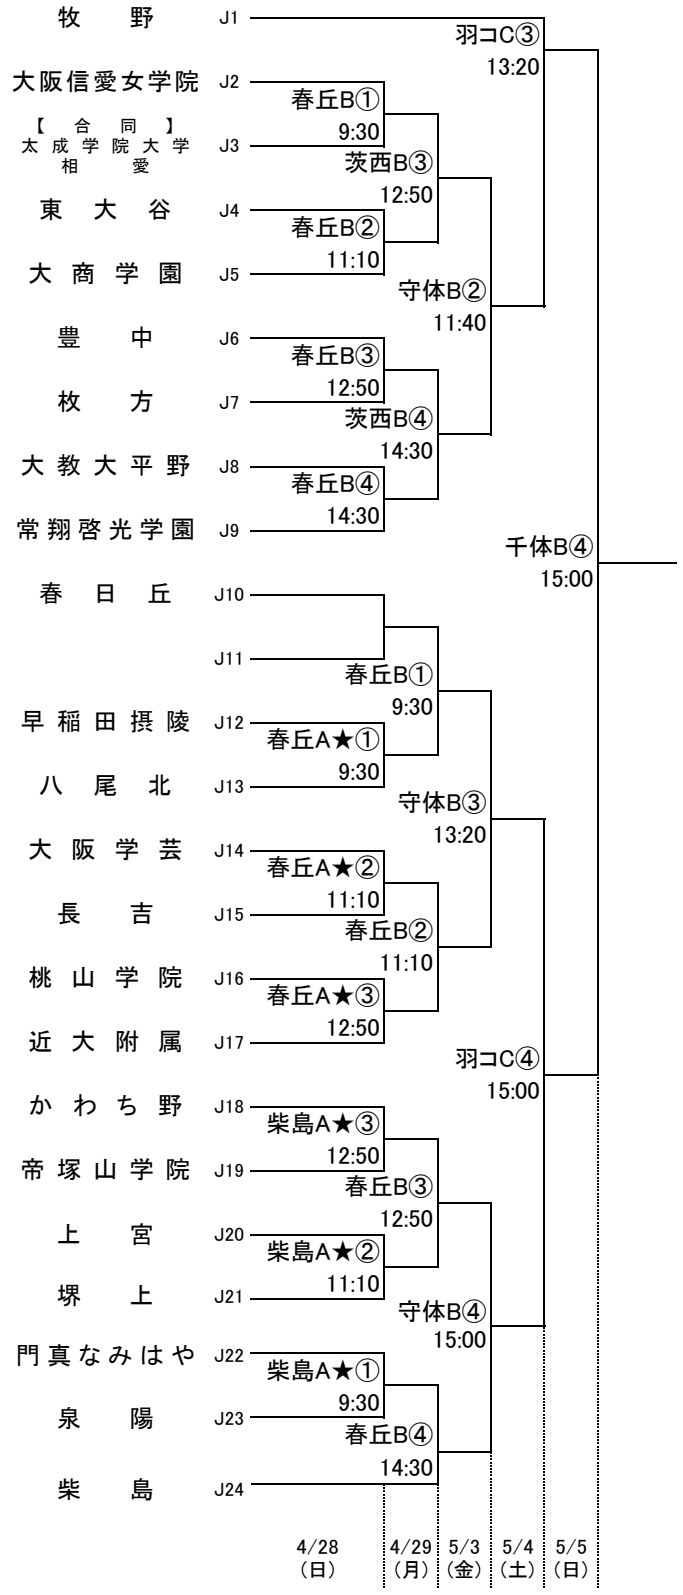 牧野 J1
羽コC③
13:20
大阪信愛女学院 J2
春丘B①
9:30
【合同】
太成学院大学
相愛
J3
茨西B③
12:50
東大谷 J4
春丘B②
11:10
大商学園 J5
守体B②
11:40
豊中 J6
春丘B③
12:50
枚方 J7
茨西B④
14:30
大教大平野 J8
春丘B④
14:30
常翔啓光学園 J9
千体B④
15:00
春日丘 J10
J11
春丘B①
9:30
早稲田摂陵 J12
春丘A★①
9:30
八尾北 J13
守体B③
13:20
大阪学芸 J14
春丘A★②
11:10
長吉 J15
春丘B②
11:10
桃山学院 J16
春丘A★③
12:50
近大附属 J17
羽コC④
15:00
かわち野 J18
柴島A★③
12:50
帝塚山学院 J19
春丘B③
12:50
上宮 J20
柴島A★②
11:10
堺上 J21
守体B④
15:00
門真なみはや J22
柴島A★①
9:30
泉陽 J23
春丘B④
14:30
柴島 J24
4/28 4/29 5/3 5/4 5/5
（日） （月） （金） （土） （日）